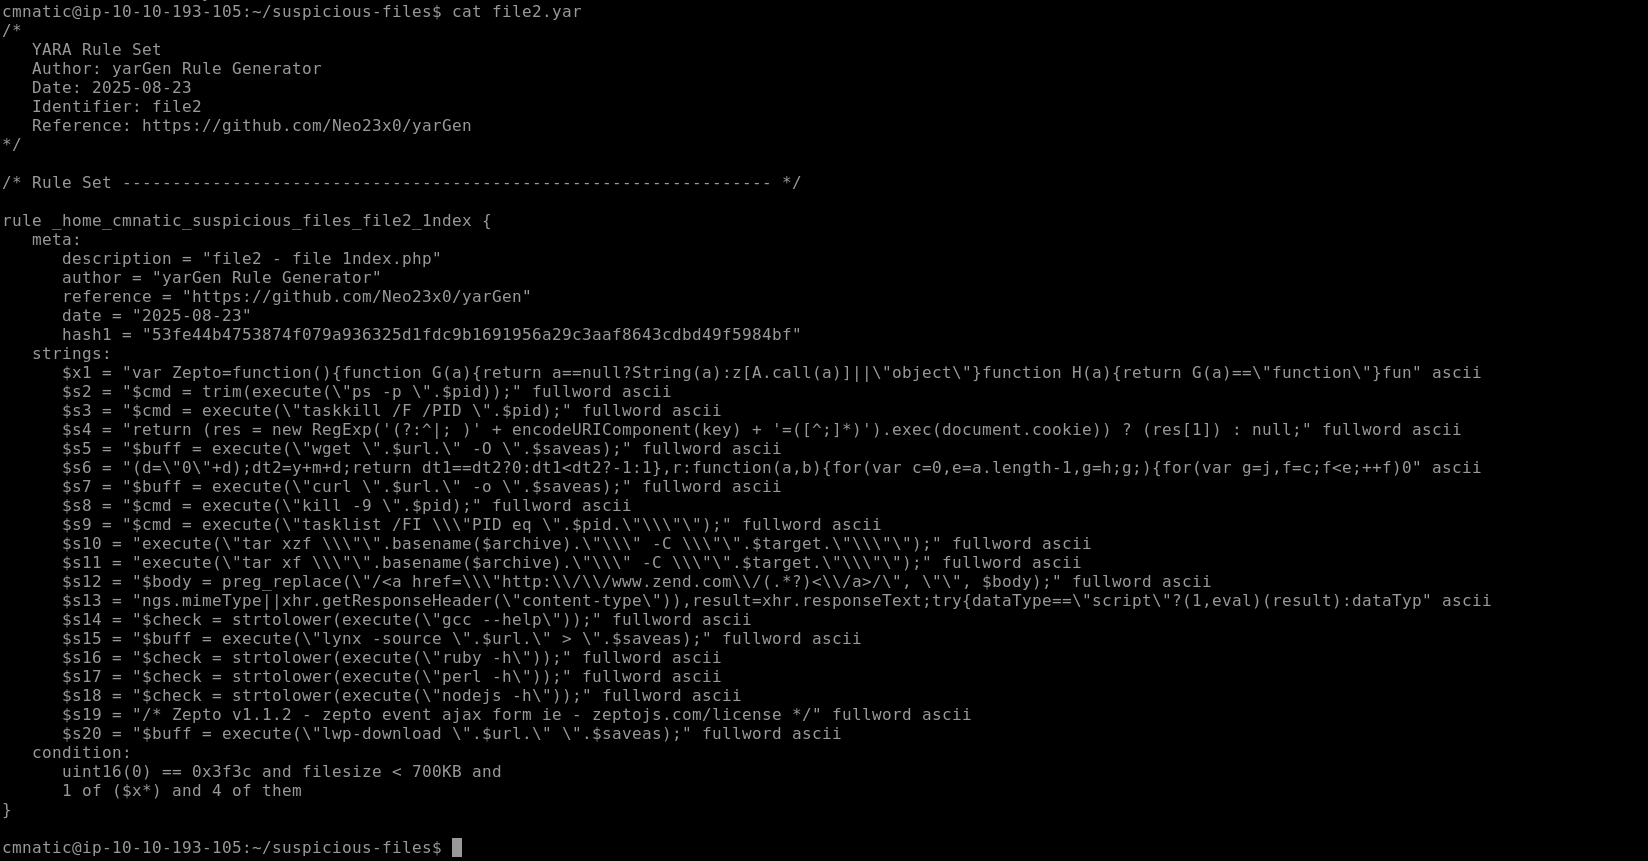 cmnatic@ip-10-10-193-105:~/suspicious-files$ cat file2.yar
/*
   YARA Rule Set
   Author: yarGen Rule Generator
   Date: 2025-08-23
   Identifier: file2
   Reference: https://github.com/Neo23x0/yarGen
*/

/* Rule Set ----------------------------------------------------------------- */

rule _home_cmnatic_suspicious_files_file2_1ndex {
   meta:
      description = "file2 - file 1ndex.php"
      author = "yarGen Rule Generator"
      reference = "https://github.com/Neo23x0/yarGen"
      date = "2025-08-23"
      hash1 = "53fe44b4753874f079a936325d1fdc9b1691956a29c3aaf8643cdbd49f5984bf"
   strings:
      $x1 = "var Zepto=function(){function G(a){return a==null?String(a):z[A.call(a)]||\"object\"}function H(a){return G(a)==\"function\"}fun" ascii
      $s2 = "$cmd = trim(execute(\"ps -p \".$pid));" fullword ascii
      $s3 = "$cmd = execute(\"taskkill /F /PID \".$pid);" fullword ascii
      $s4 = "return (res = new RegExp('(?:^|; )' + encodeURIComponent(key) + '=([^;]*)').exec(document.cookie)) ? (res[1]) : null;" fullword ascii
      $s5 = "$buff = execute(\"wget \".$url.\" -O \".$saveas);" fullword ascii
      $s6 = "(d=\"0\"+d);dt2=y+m+d;return dt1==dt2?0:dt1<dt2?-1:1},r:function(a,b){for(var c=0,e=a.length-1,g=h;g;){for(var g=j,f=c;f<e;++f)0" ascii
      $s7 = "$buff = execute(\"curl \".$url.\" -o \".$saveas);" fullword ascii
      $s8 = "$cmd = execute(\"kill -9 \".$pid);" fullword ascii
      $s9 = "$cmd = execute(\"tasklist /FI \\\"PID eq \".$pid.\"\\\"\");" fullword ascii
      $s10 = "execute(\"tar xzf \\\"\".basename($archive).\"\\\" -C \\\"\".$target.\"\\\"\");" fullword ascii
      $s11 = "execute(\"tar xf \\\"\".basename($archive).\"\\\" -C \\\"\".$target.\"\\\"\");" fullword ascii
      $s12 = "$body = preg_replace(\"/<a href=\\\"http:\\/\\/www.zend.com\\/(.*?)<\\/a>/\", \"\", $body);" fullword ascii
      $s13 = "ngs.mimeType||xhr.getResponseHeader(\"content-type\")),result=xhr.responseText;try{dataType==\"script\"?(1,eval)(result):dataTyp" ascii
      $s14 = "$check = strtolower(execute(\"gcc --help\"));" fullword ascii
      $s15 = "$buff = execute(\"lynx -source \".$url.\" > \".$saveas);" fullword ascii
      $s16 = "$check = strtolower(execute(\"ruby -h\"));" fullword ascii
      $s17 = "$check = strtolower(execute(\"perl -h\"));" fullword ascii
      $s18 = "$check = strtolower(execute(\"nodejs -h\"));" fullword ascii
      $s19 = "/* Zepto v1.1.2 - zepto event ajax form ie - zeptojs.com/license */" fullword ascii
      $s20 = "$buff = execute(\"lwp-download \".$url.\" \".$saveas);" fullword ascii
   condition:
      uint16(0) == 0x3f3c and filesize < 700KB and
      1 of ($x*) and 4 of them
}

cmnatic@ip-10-10-193-105:~/suspicious-files$